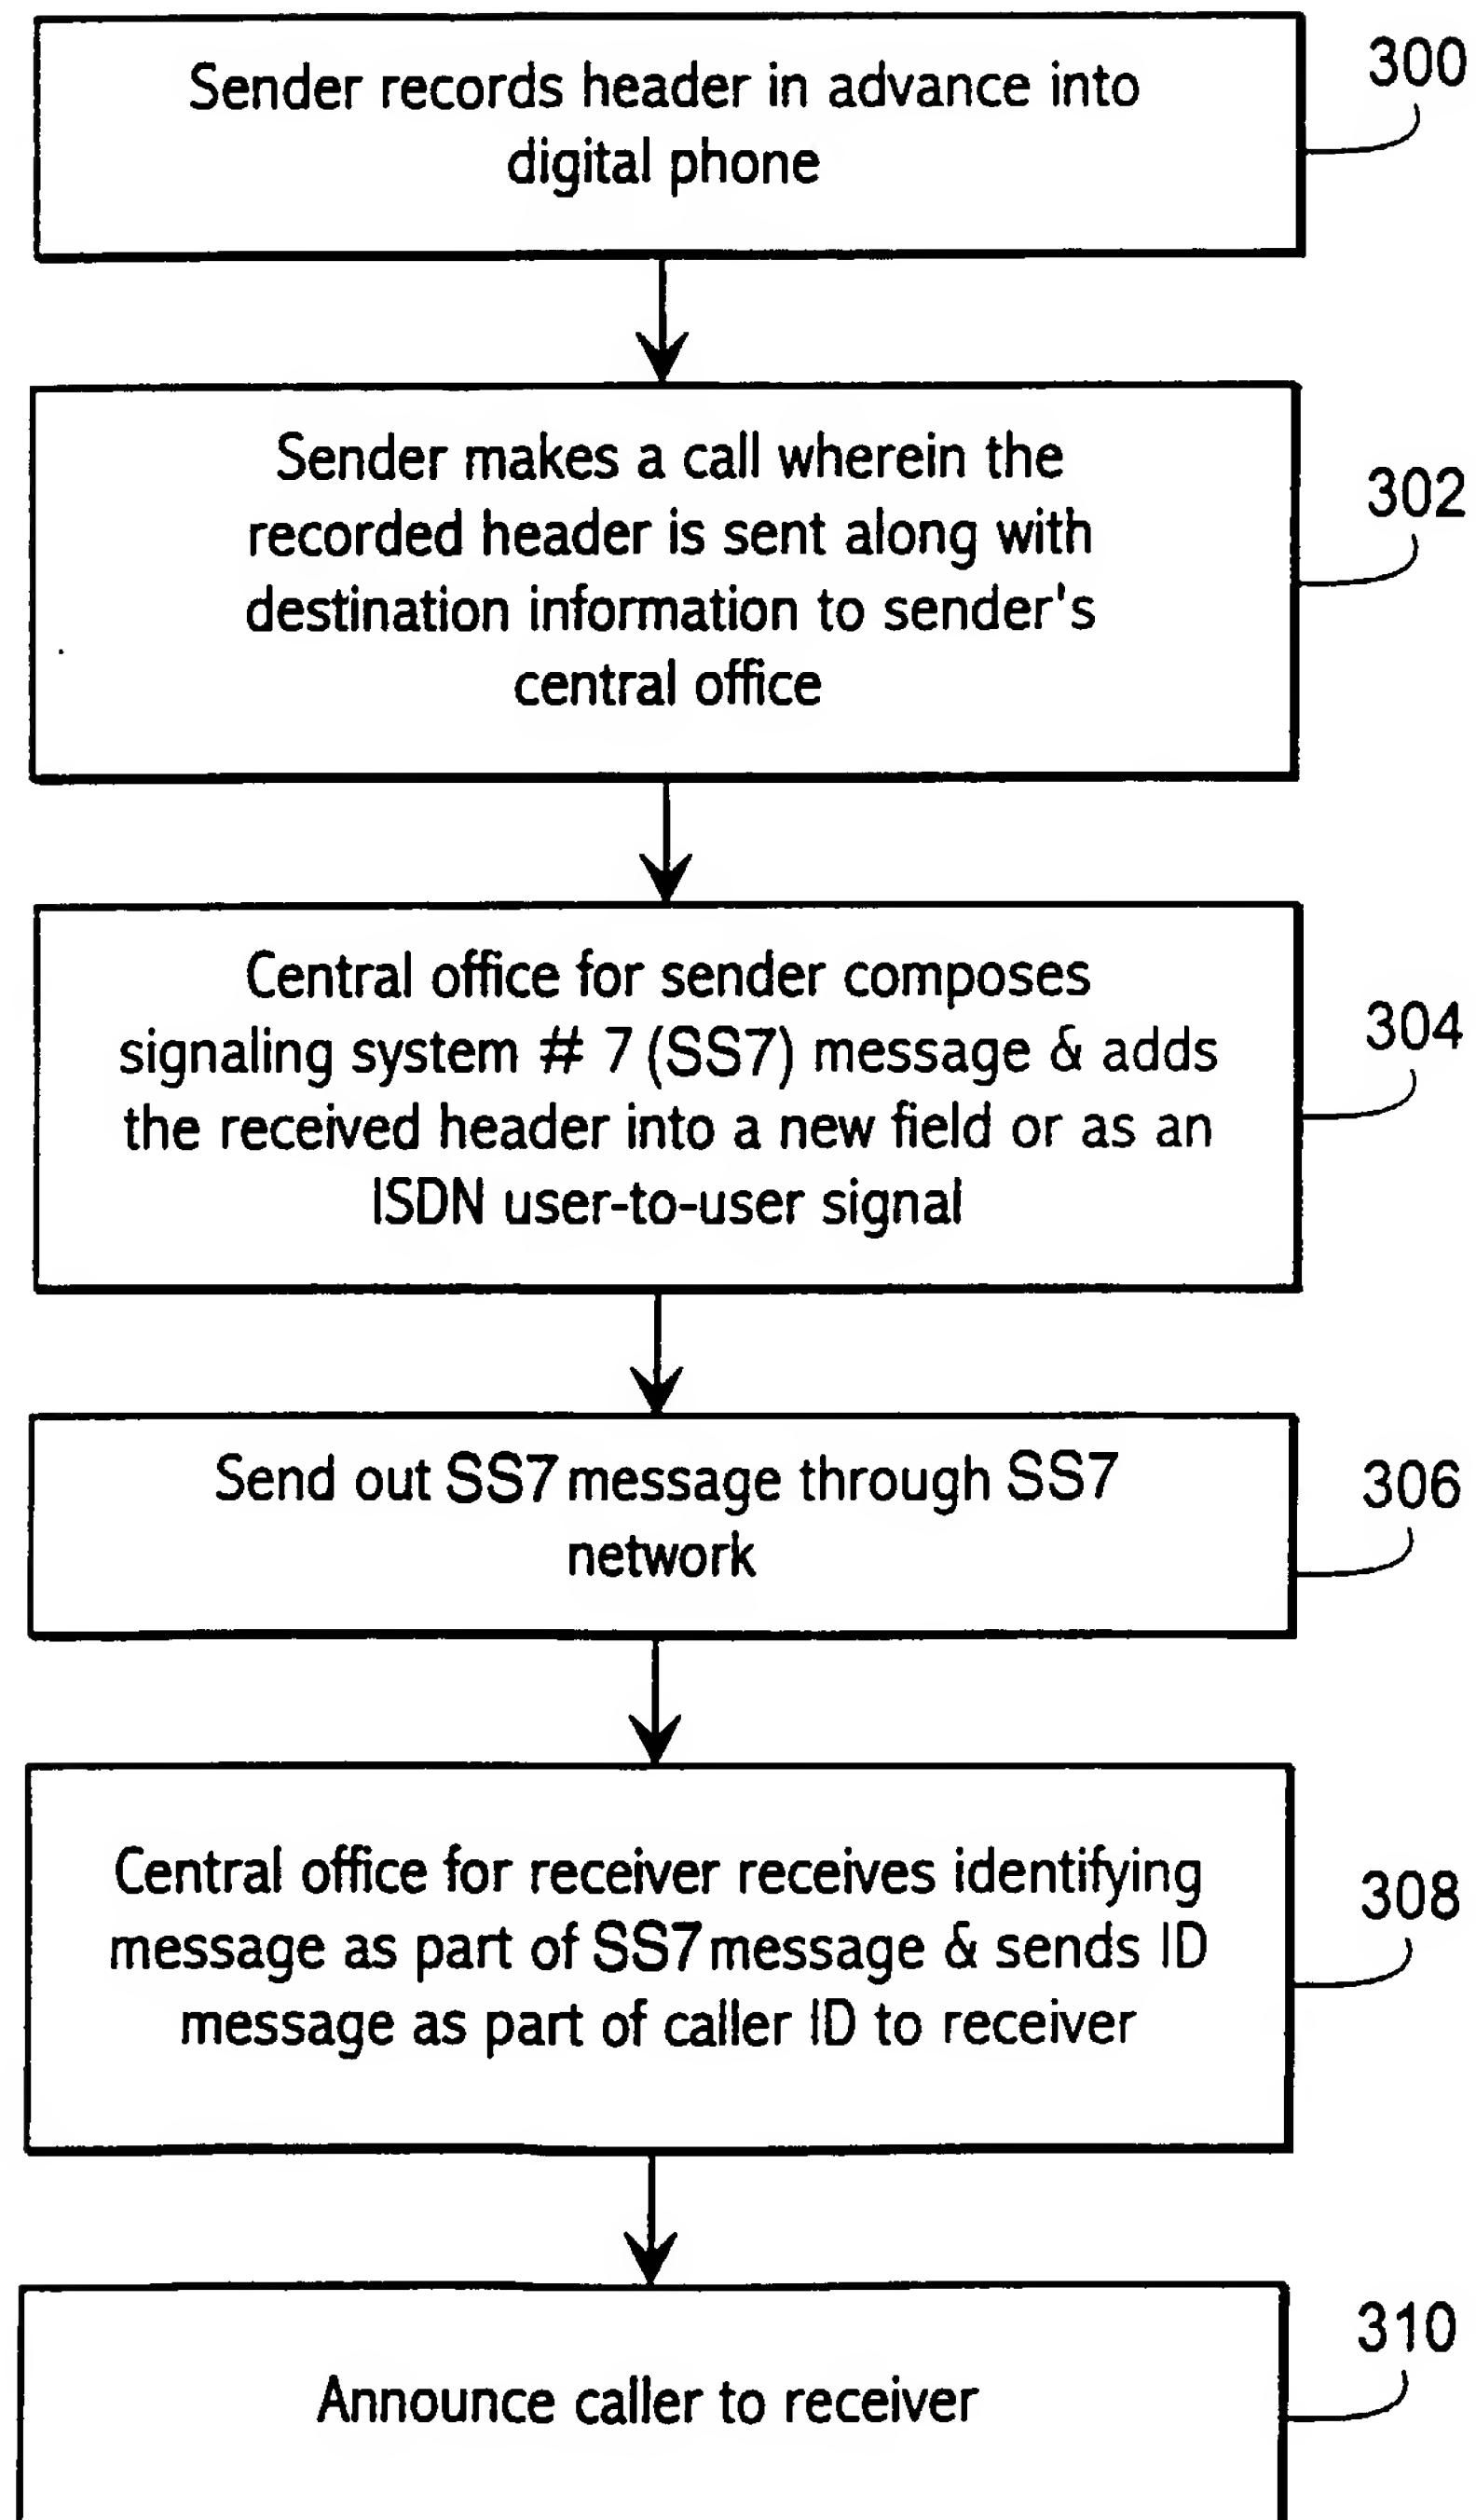 Sender records header in advance into
300
digital phone
Sender makes a call wherein the
302
recorded header is sent along with
destination information to sender's
central office
Central office for sender composes
304
signaling system # 7 (SS7) message & adds
the received header into a new field or as an
ISDN user-to-user signal
Send out SS7 message through SS7
306
network
Central office for receiver receives identifying
308
message as part of SS7 message & sends ID
message as part of caller ID to receiver
310
Announce caller to receiver